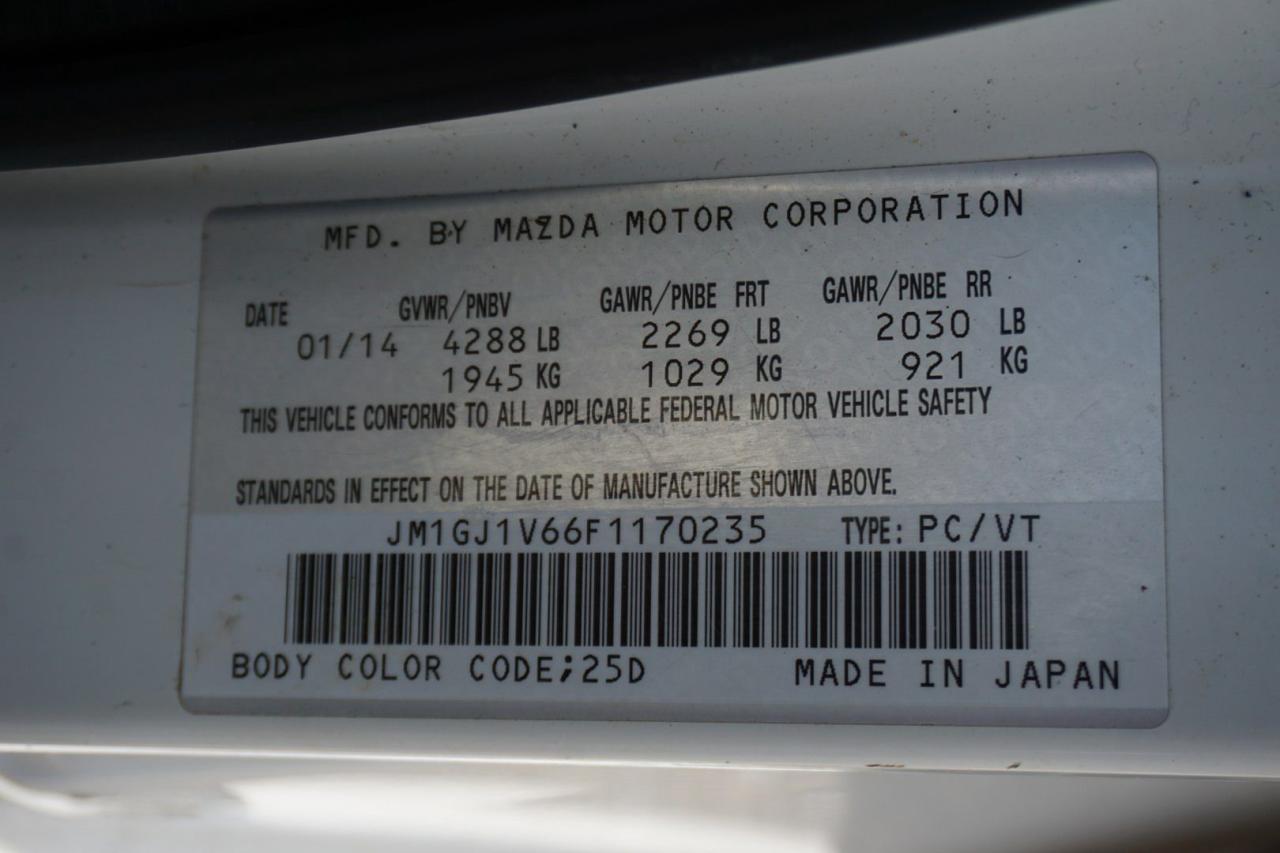 MFD. BY MAZDA MOTOR CORPORATION
DATE GVWR/PNBV GAWR/PNBE FRT GAWR/PNBE RR
01/14 4288 LB 2269 LB 2030 LB
1945 KG 1029 KG 921 KG
THIS VEHICLE CONFORMS TO ALL APPLICABLE FEDERAL MOTOR VEHICLE SAFETY
STANDARDS IN EFFECT ON THE DATE OF MANUFACTURE SHOWN ABOVE.
JM1GJ1V66F1170235 TYPE: PC/VT
BODY COLOR CODE;25D MADE IN JAPAN